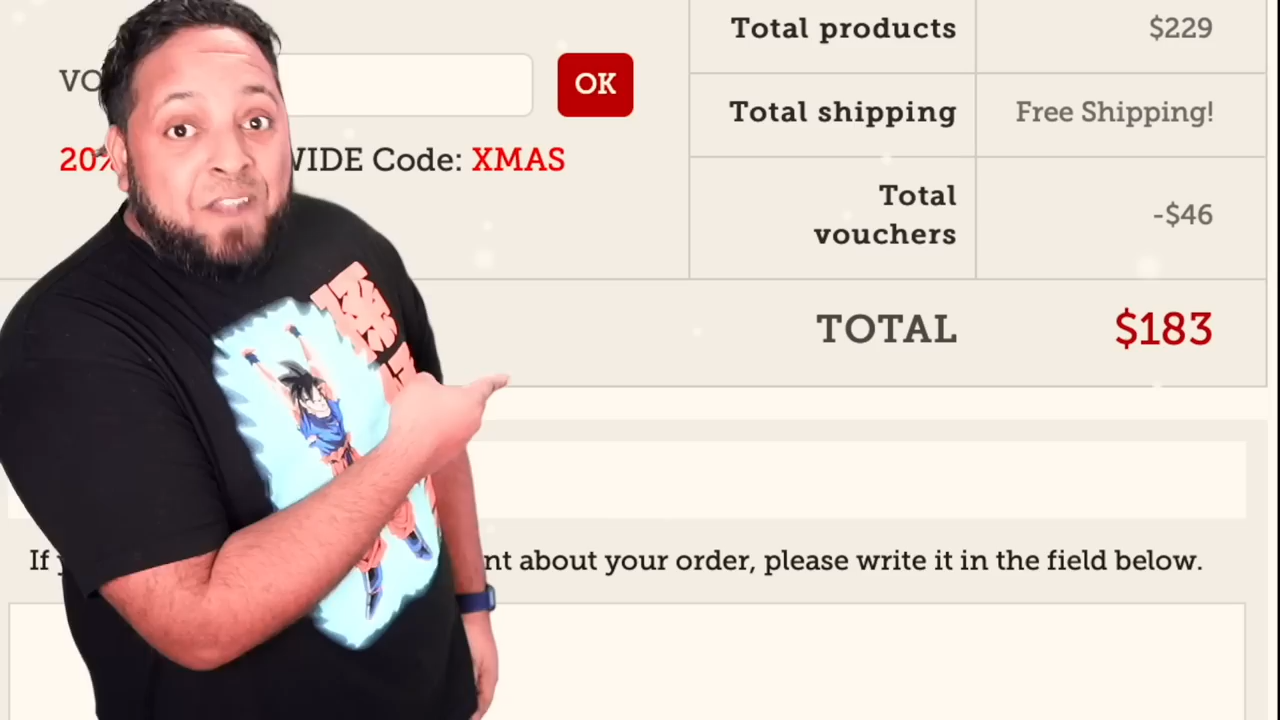 Total products $229
VO
OK
Total shipping Free Shipping!
20% WIDE Code: XMAS
Total
vouchers -$46
TOTAL $183
If y nt about your order, please write it in the field below.